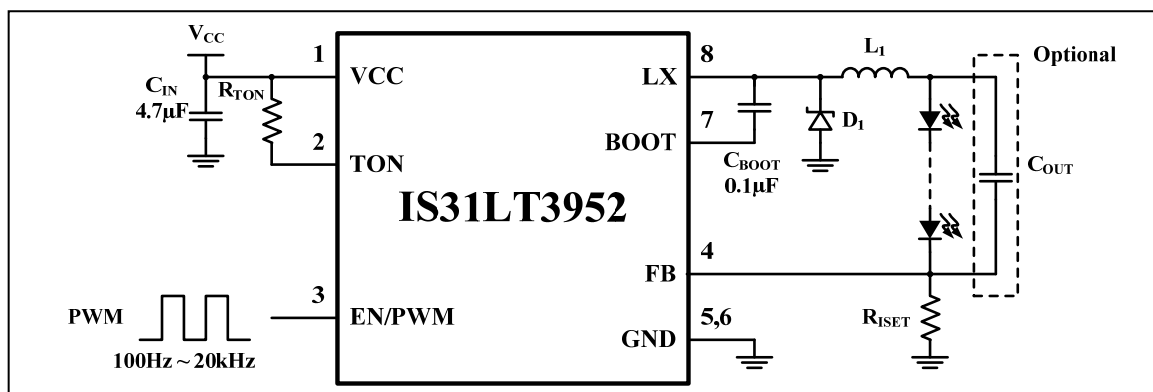 VCC
CIN
4.7µF
RTON
1
VCC
2
TON
IS31LT3952
PWM
100Hz ~ 20kHz
3
EN/PWM
8
LX
7
BOOT
CBOOT
0.1µF
D1
L1
Optional
COUT
4
FB
5,6
GND
RISET